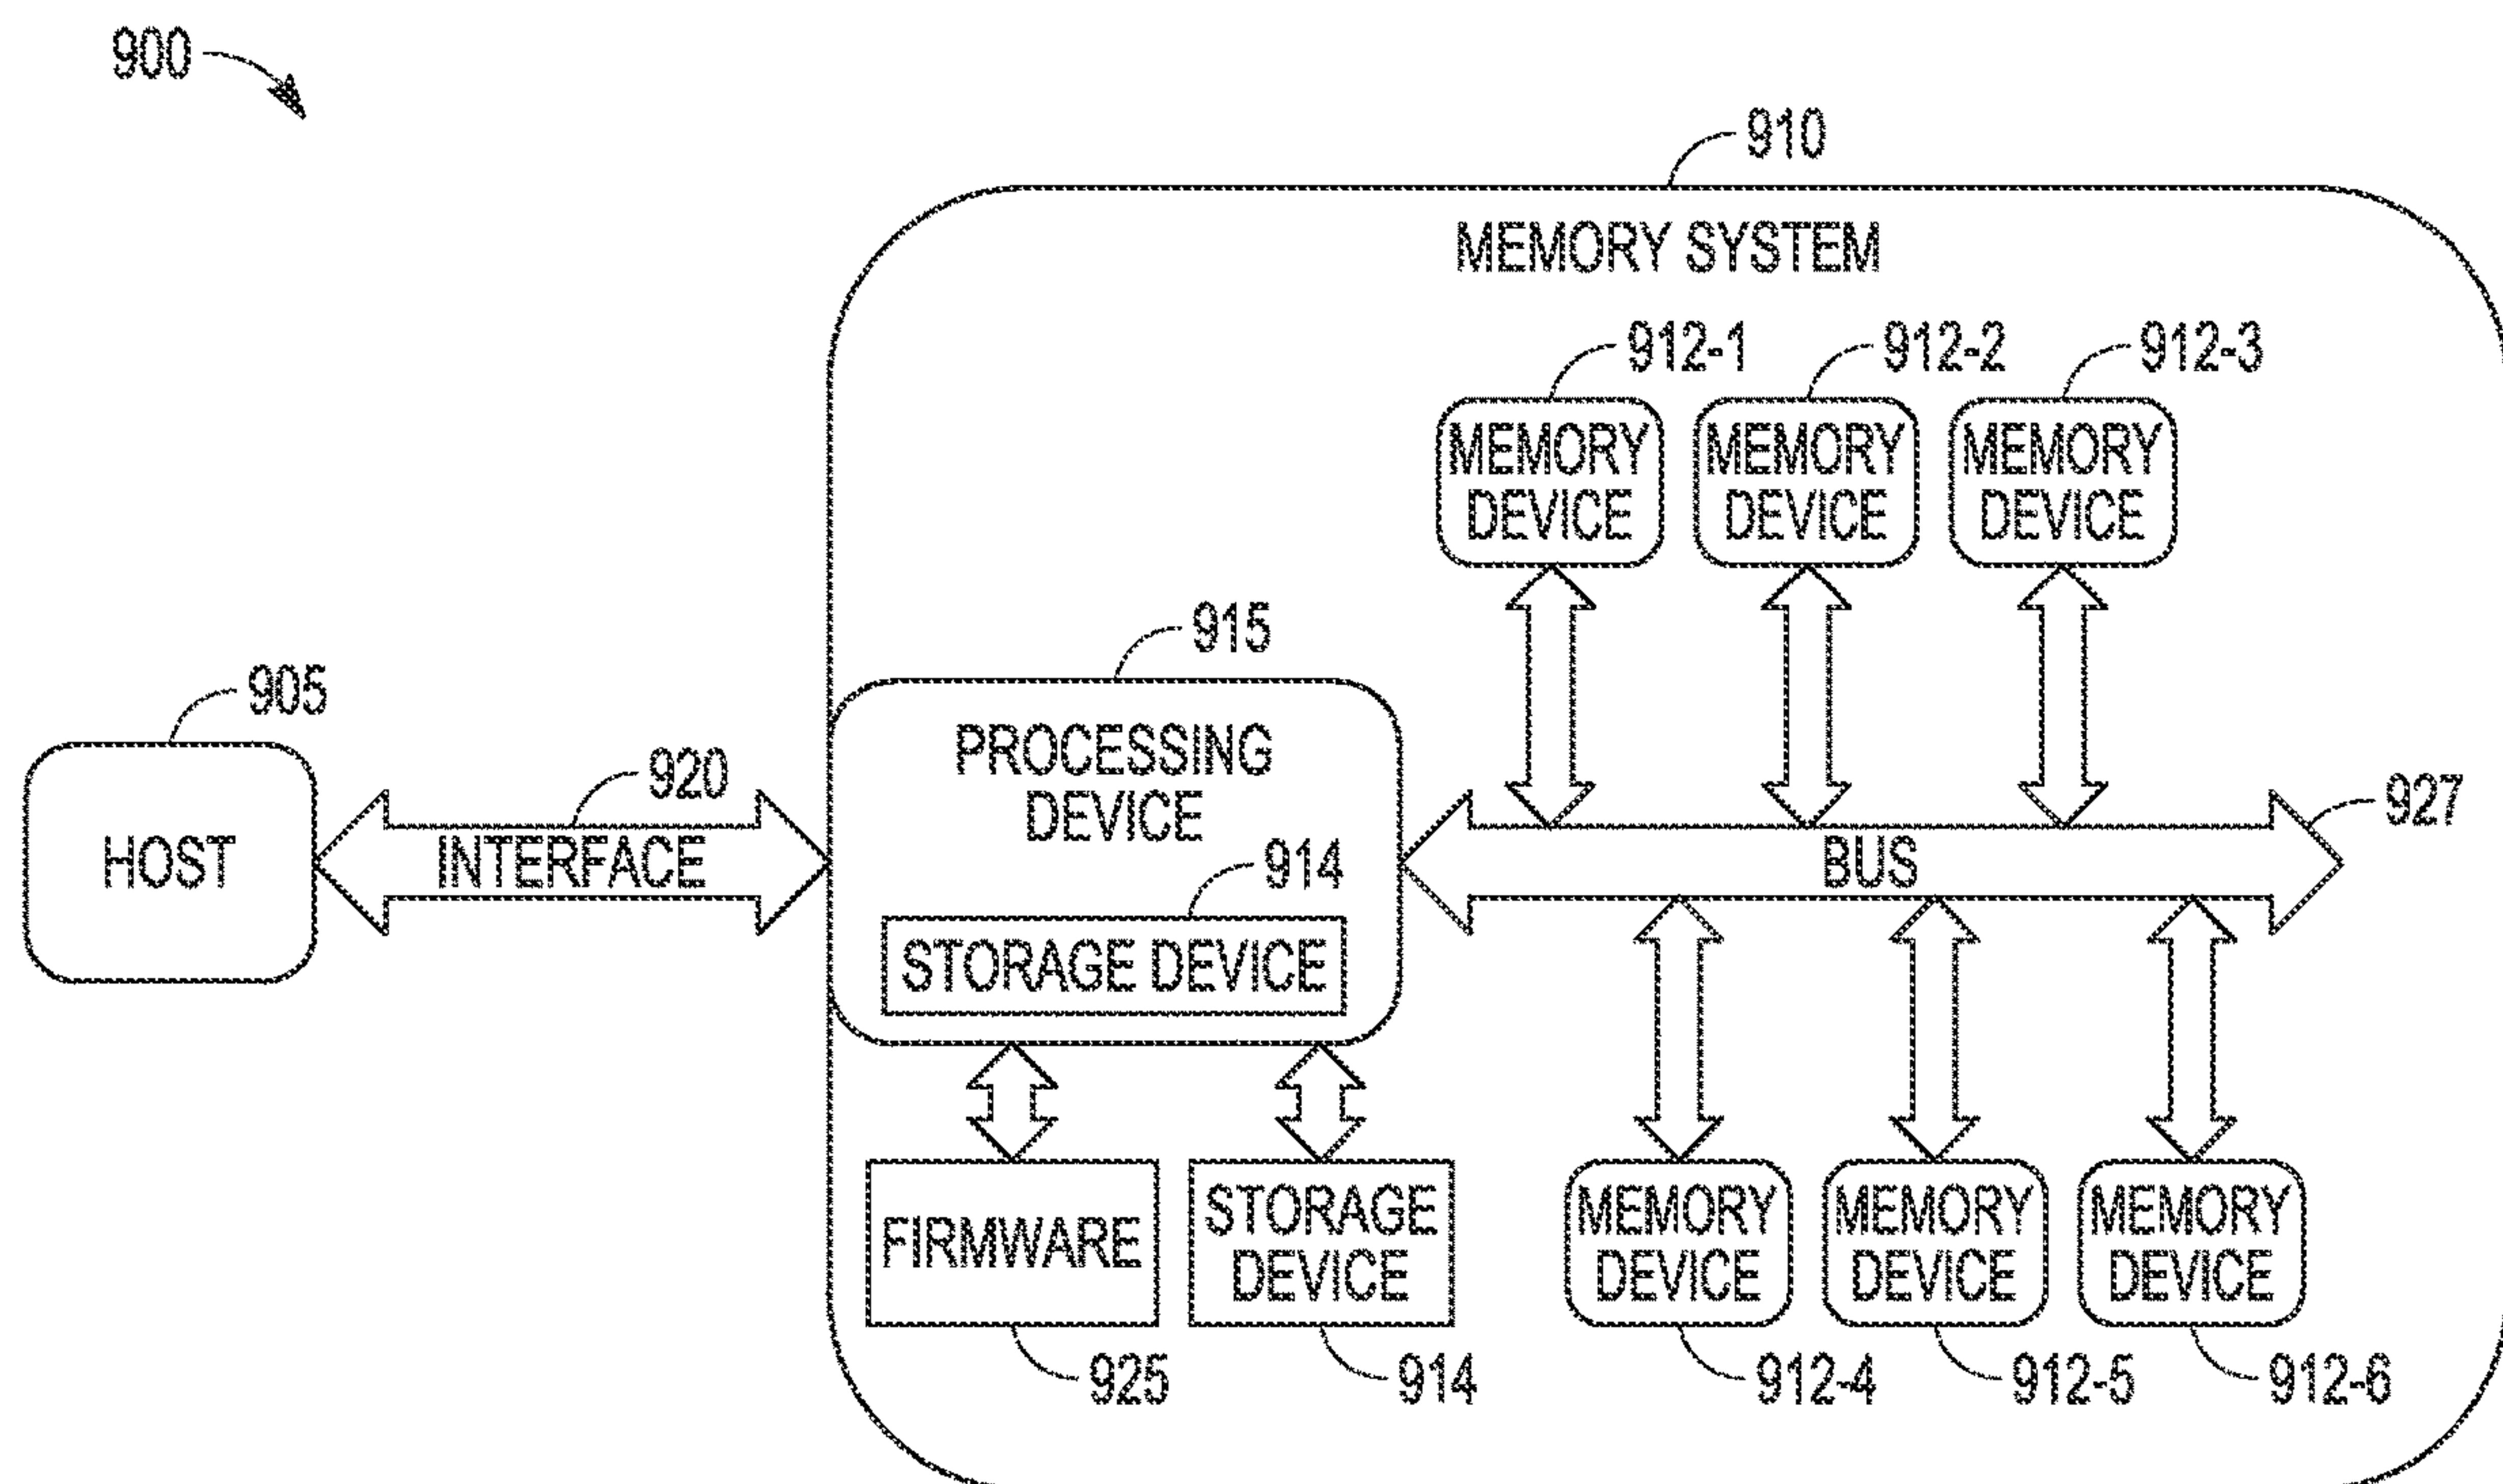 900
910
MEMORY SYSTEM
912-1
912-2
912-3
MEMORY
DEVICE
MEMORY
DEVICE
MEMORY
DEVICE
915
905
PROCESSING
DEVICE
920
927
HOST
INTERFACE
914
BUS
STORAGE DEVICE
FIRMWARE
STORAGE
DEVICE
MEMORY
DEVICE
MEMORY
DEVICE
MEMORY
DEVICE
925
914
912-4
912-5
912-6